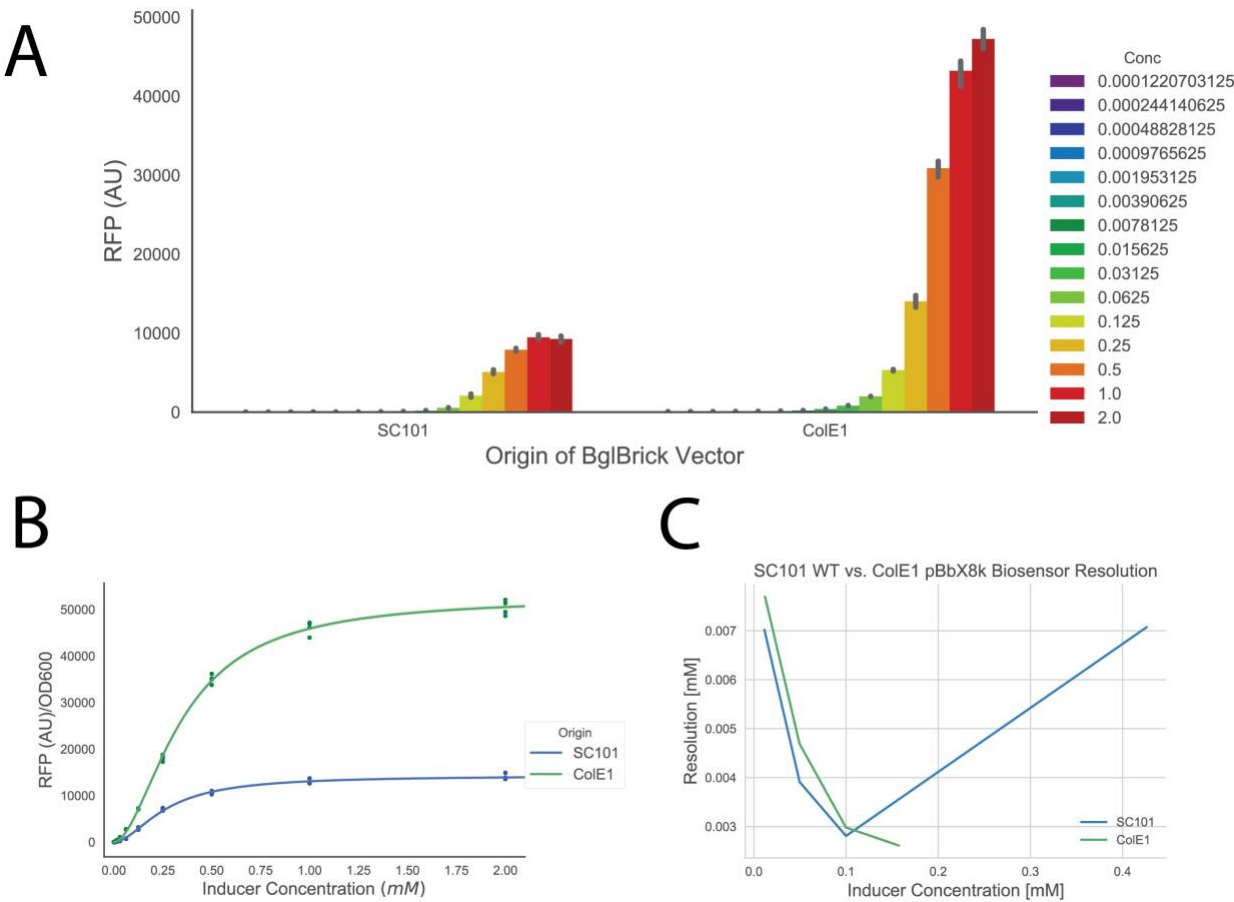 A
50000
40000
30000
20000
10000
0
RFP (AU)
SC101
ColE1
Origin of BglBrick Vector
Conc
0.0001220703125
0.000244140625
0.00048828125
0.0009765625
0.001953125
0.00390625
0.0078125
0.015625
0.03125
0.0625
0.125
0.25
0.5
1.0
2.0
B
50000
40000
30000
20000
10000
0
RFP (AU)/OD600
0.00 0.25 0.50 0.75 1.00 1.25 1.50 1.75 2.00
Inducer Concentration (mM)
Origin
SC101
ColE1
C
SC101 WT vs. ColE1 pBbX8k Biosensor Resolution
0.007
0.006
0.005
0.004
0.003
Resolution [mM]
0.0 0.1 0.2 0.3 0.4
Inducer Concentration [mM]
SC101
ColE1